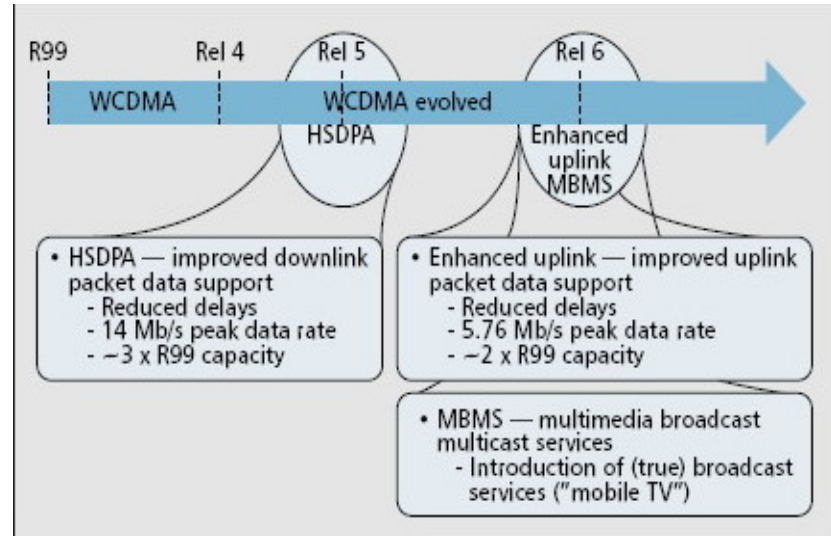 R99 Rel 4 Rel 5 Rel 6
WCDMA WCDMA evolved
HSDPA
Enhanced
uplink
MBMS
• HSDPA — improved downlink
packet data support
- Reduced delays
- 14 Mb/s peak data rate
- ~3 x R99 capacity
• Enhanced uplink — improved uplink
packet data support
- Reduced delays
- 5.76 Mb/s peak data rate
- ~2 x R99 capacity
• MBMS — multimedia broadcast
multicast services
- Introduction of (true) broadcast
services ("mobile TV")